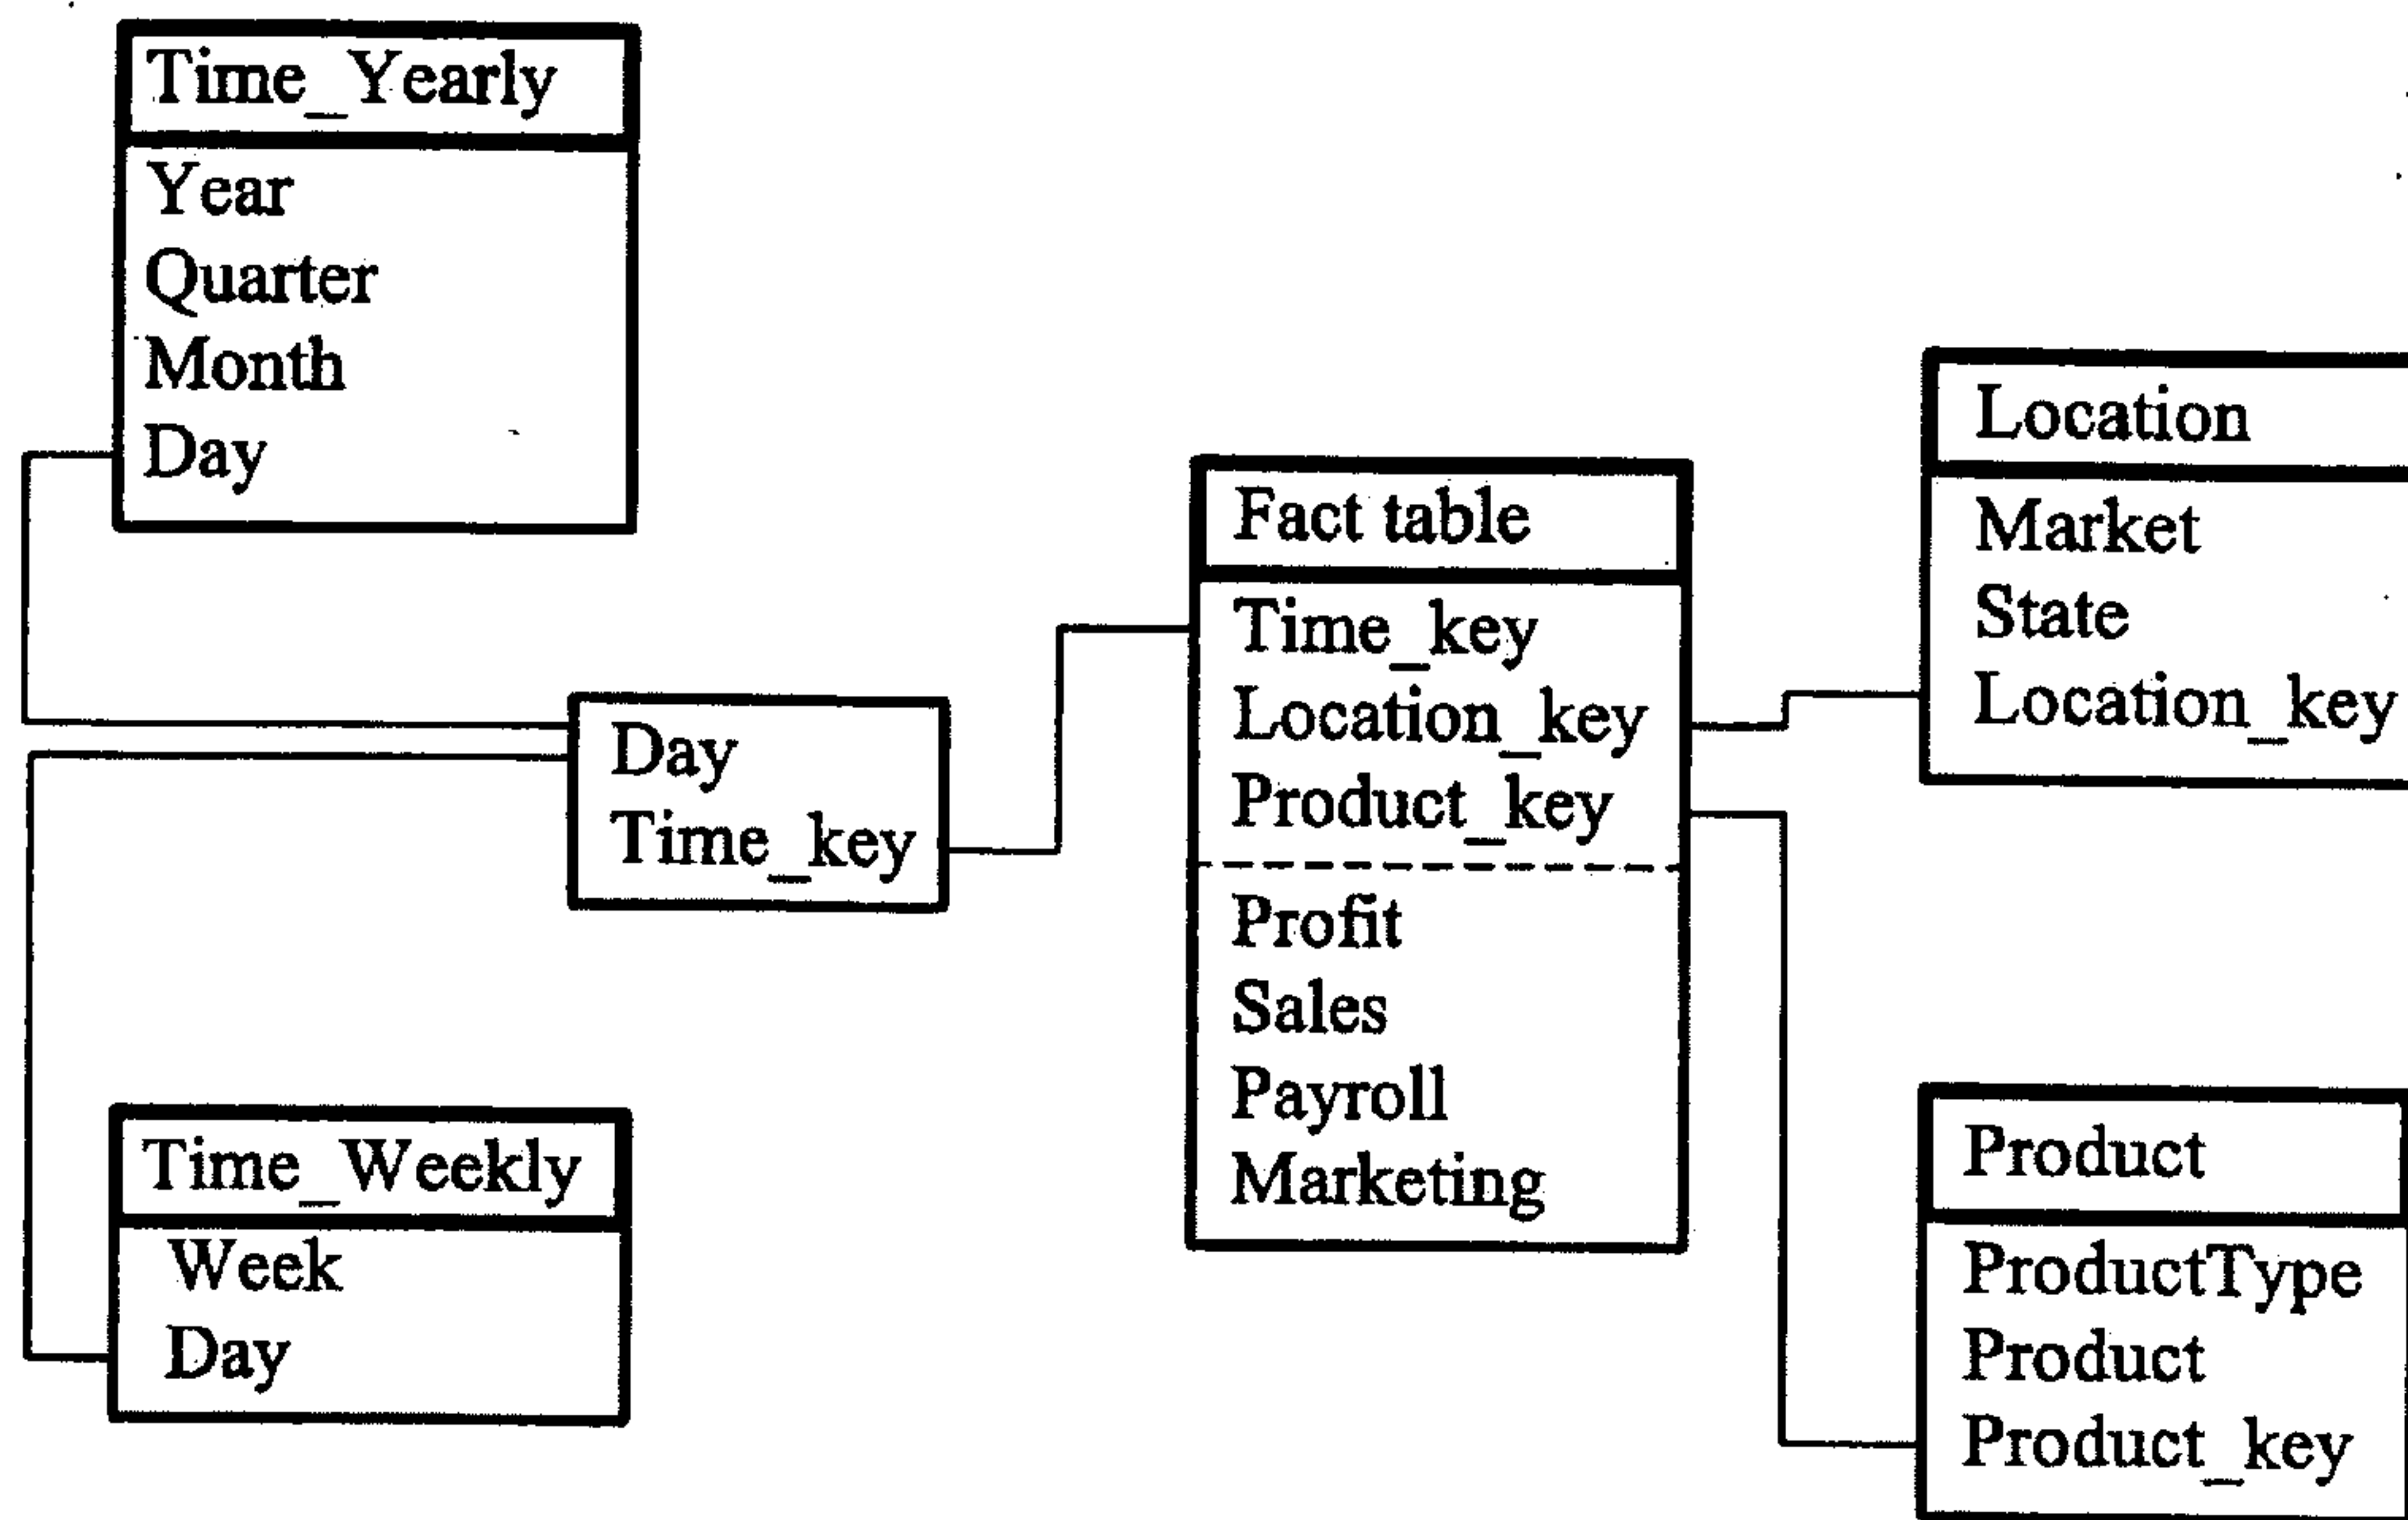 Time_Yearly
Year
Quarter
Month
Day
Day
Time_key
Time_Weekly
Week
Day
Fact table
Time_key
Location_key
Product_key
Profit
Sales
Payroll
Marketing
Location
Market
State
Location_key
Product
ProductType
Product
Product_key